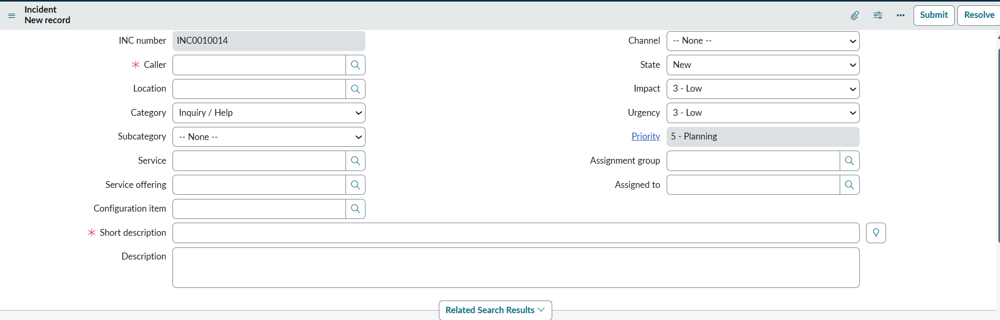 Incident
New record
Submit
Resolve
INC number INC0010014
Channel -- None --
Caller
State New
Location
Impact 3 - Low
Category Inquiry / Help
Urgency 3 - Low
Subcategory -- None --
Priority 5 - Planning
Service
Assignment group
Service offering
Assigned to
Configuration item
Short description
Description
Related Search Results